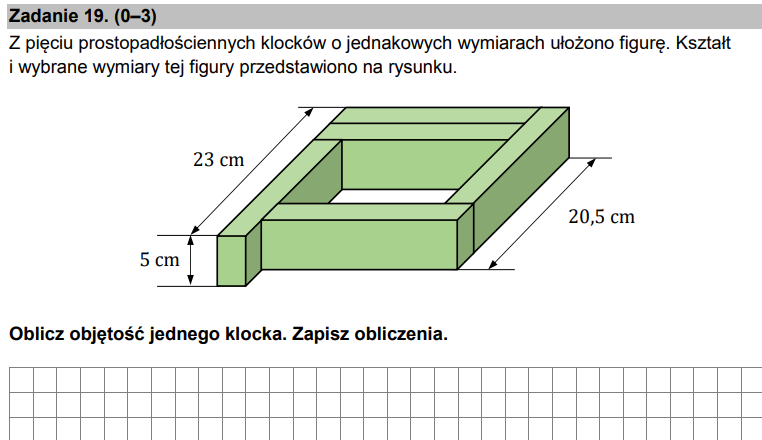 Zadanie 19. (0–3)
Z pięciu prostopadłościennych klocków o jednakowych wymiarach ułożono figurę. Kształt
i wybrane wymiary tej figury przedstawiono na rysunku.
23 cm
20,5 cm
5 cm
Oblicz objętość jednego klocka. Zapisz obliczenia.